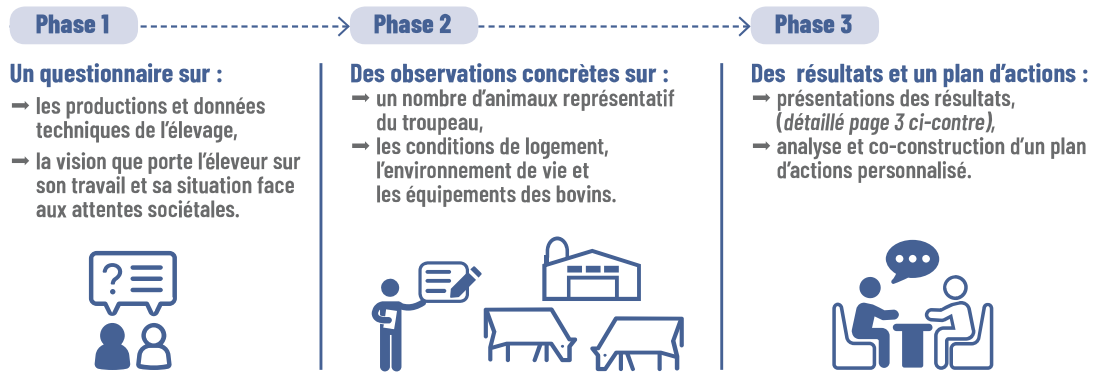 Phase 1
Phase 2
Phase 3
Un questionnaire sur :
➞ les productions et données
techniques de l'élevage,
➞ la vision que porte l'éleveur sur
son travail et sa situation face
aux attentes sociétales.
?
Des observations concrètes sur :
➞ un nombre d'animaux représentatif
du troupeau,
➞ les conditions de logement,
l'environnement de vie et
les équipements des bovins.
Des résultats et un plan d'actions :
➞ présentations des résultats,
(détaillé page 3 ci-contre),
➞ analyse et co-construction d'un plan
d'actions personnalisé.